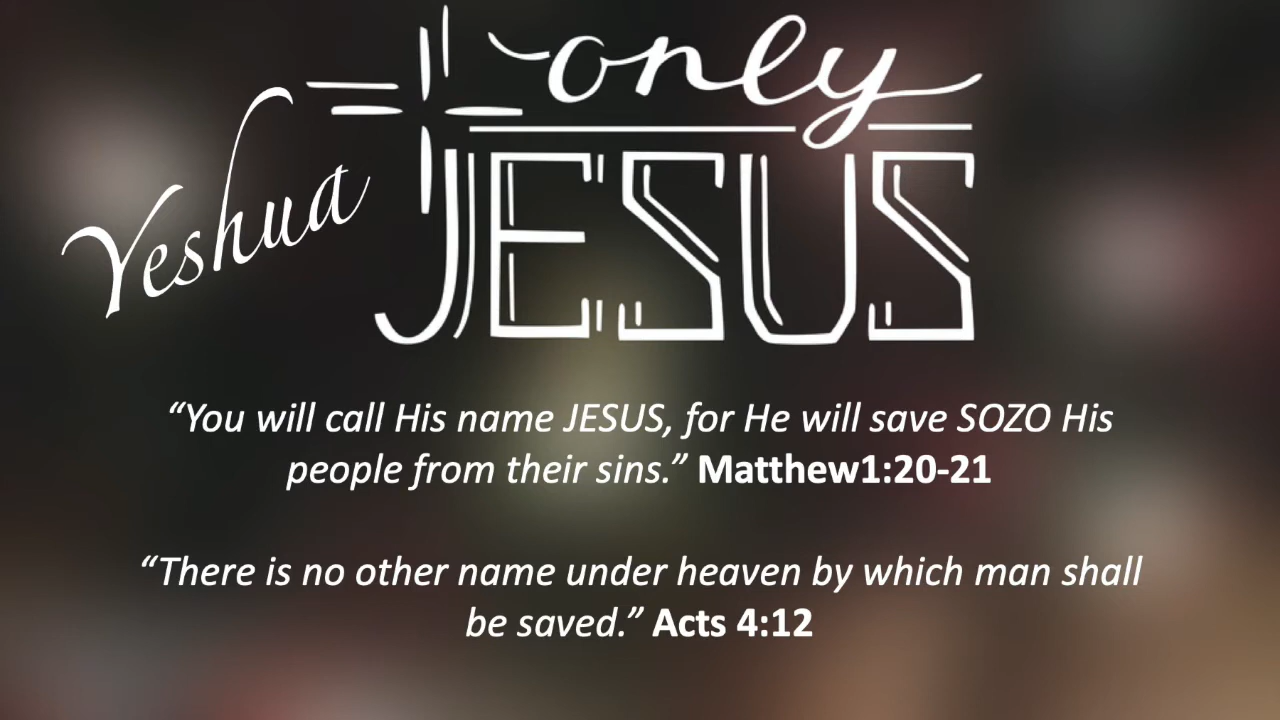 only
Yeshua
JESUS
“You will call His name JESUS, for He will save SOZO His
people from their sins.” Matthew1:20-21
“There is no other name under heaven by which man shall
be saved.” Acts 4:12